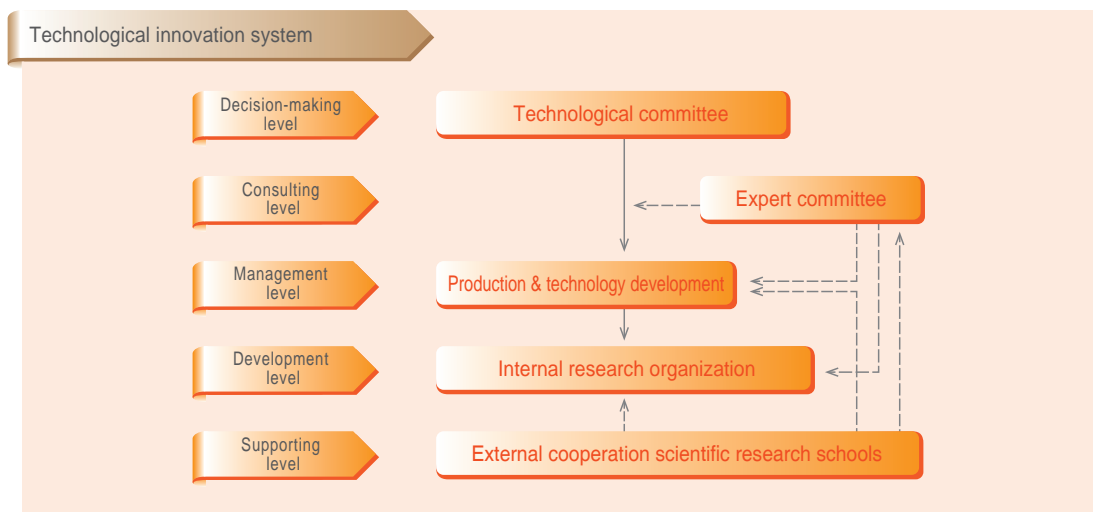 Technological innovation system
Decision-making
level
Technological committee
Consulting
level
Expert committee
Management
level
Production & technology development
Development
level
Internal research organization
Supporting
level
External cooperation scientific research schools